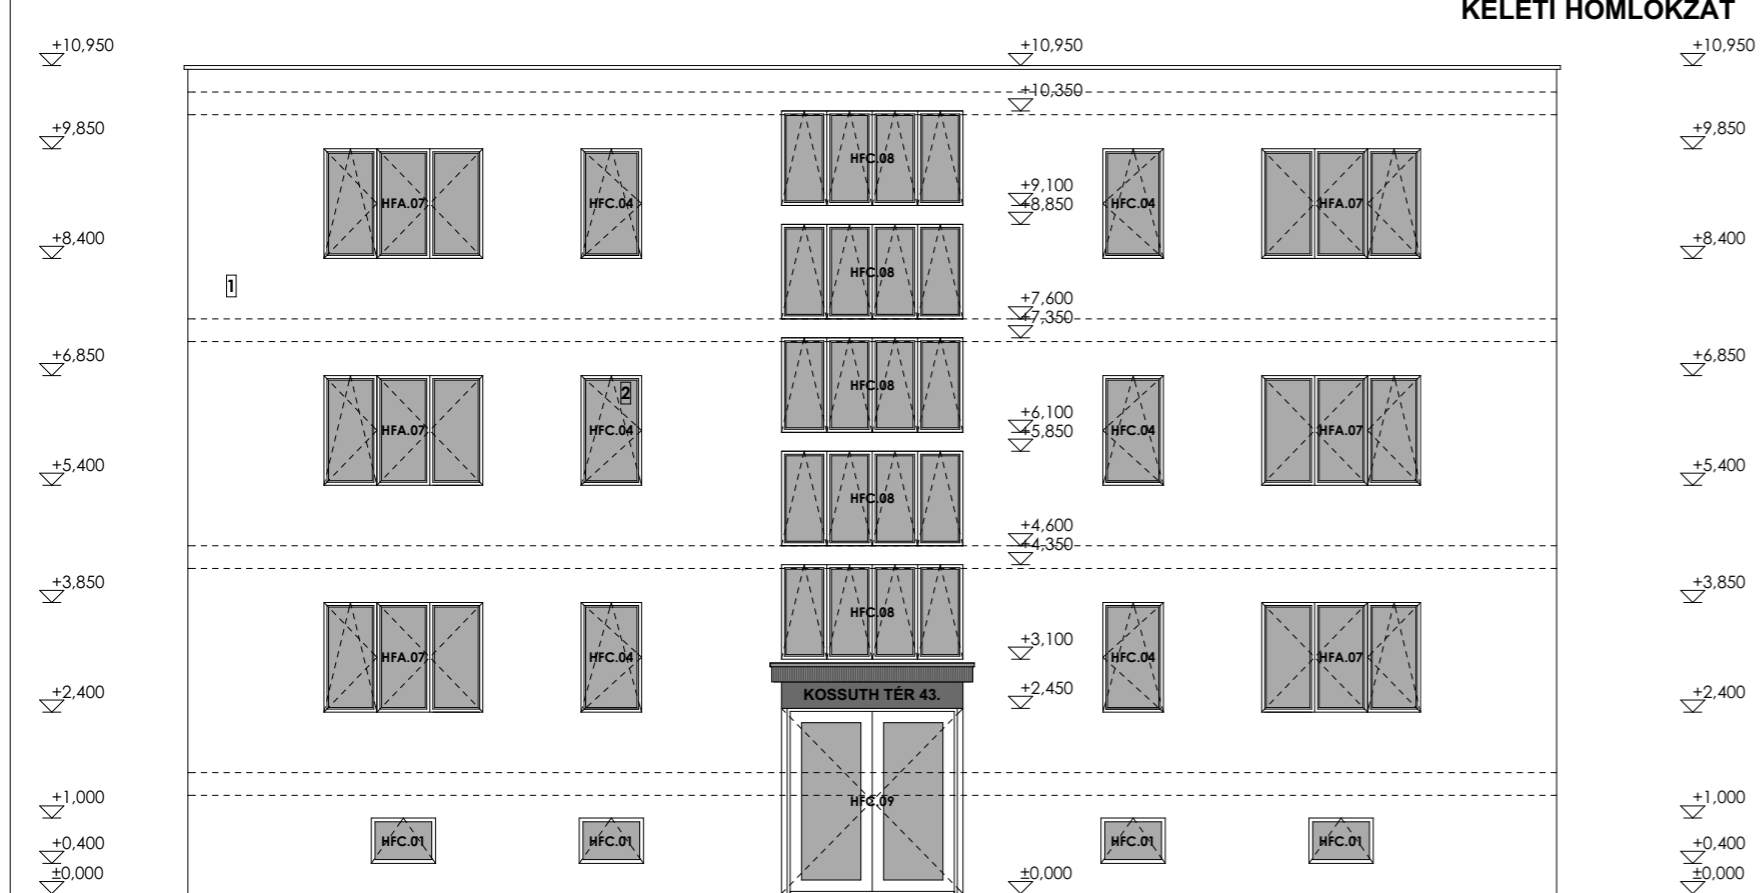 KELETI HOMLOKZAT
+10,950 +10,950 +10,950
+10,350
+9,850 +9,850
HFC.08
+9,100
HFA.07 HFC.04 +8,850 HFC.04 HFA.07
+8,400 +8,400
HFC.08
1
+7,600
+7,350
+6,850 +6,850
HFC.08
2
+6,100
HFA.07 HFC.04 +5,850 HFC.04 HFA.07
+5,400 +5,400
HFC.08
+4,600
+4,350
+3,850 +3,850
HFC.08
+3,100
HFA.07 HFC.04 HFC.04 HFA.07
+2,400 KOSSUTH TÉR 43. +2,450 +2,400
+1,000 HFC.09 +1,000
+0,400 HFC.01 HFC.01 HFC.01 HFC.01 +0,400
±0,000 ±0,000 ±0,000